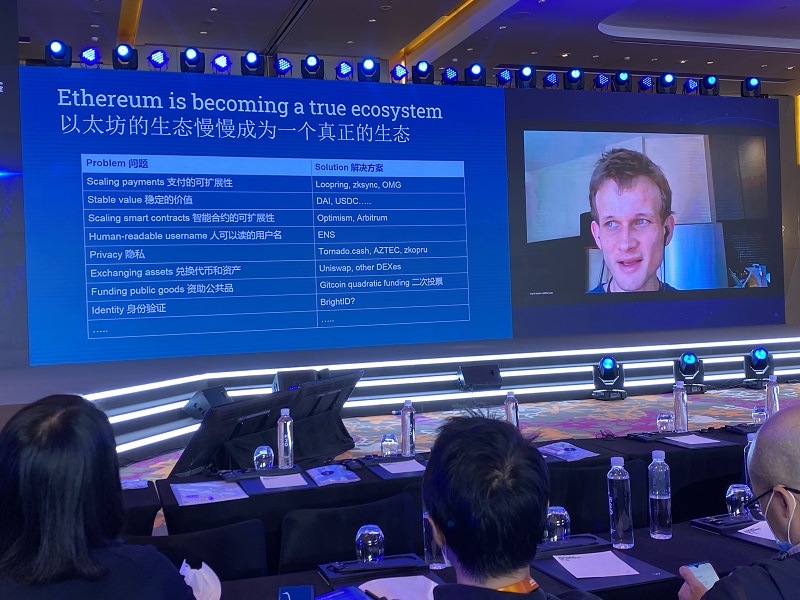 Ethereum is becoming a true ecosystem
以太坊的生态慢慢成为一个真正的生态
Problem 问题 Solution 解决方案
Scaling payments 支付的可扩展性 Loopring, zksync, OMG
Stable value 稳定的价值 DAI, USDC…..
Scaling smart contracts 智能合约的可扩展性 Optimism, Arbitrum
Human-readable username 人可以读的用户名 ENS
Privacy 隐私 Tornado.cash, AZTEC, zkopru
Exchanging assets 兑换代币和资产 Uniswap, other DEXes
Funding public goods 资助公共品 Gitcoin quadratic funding 二次投票
Identity 身份验证 BrightID?
….. …..